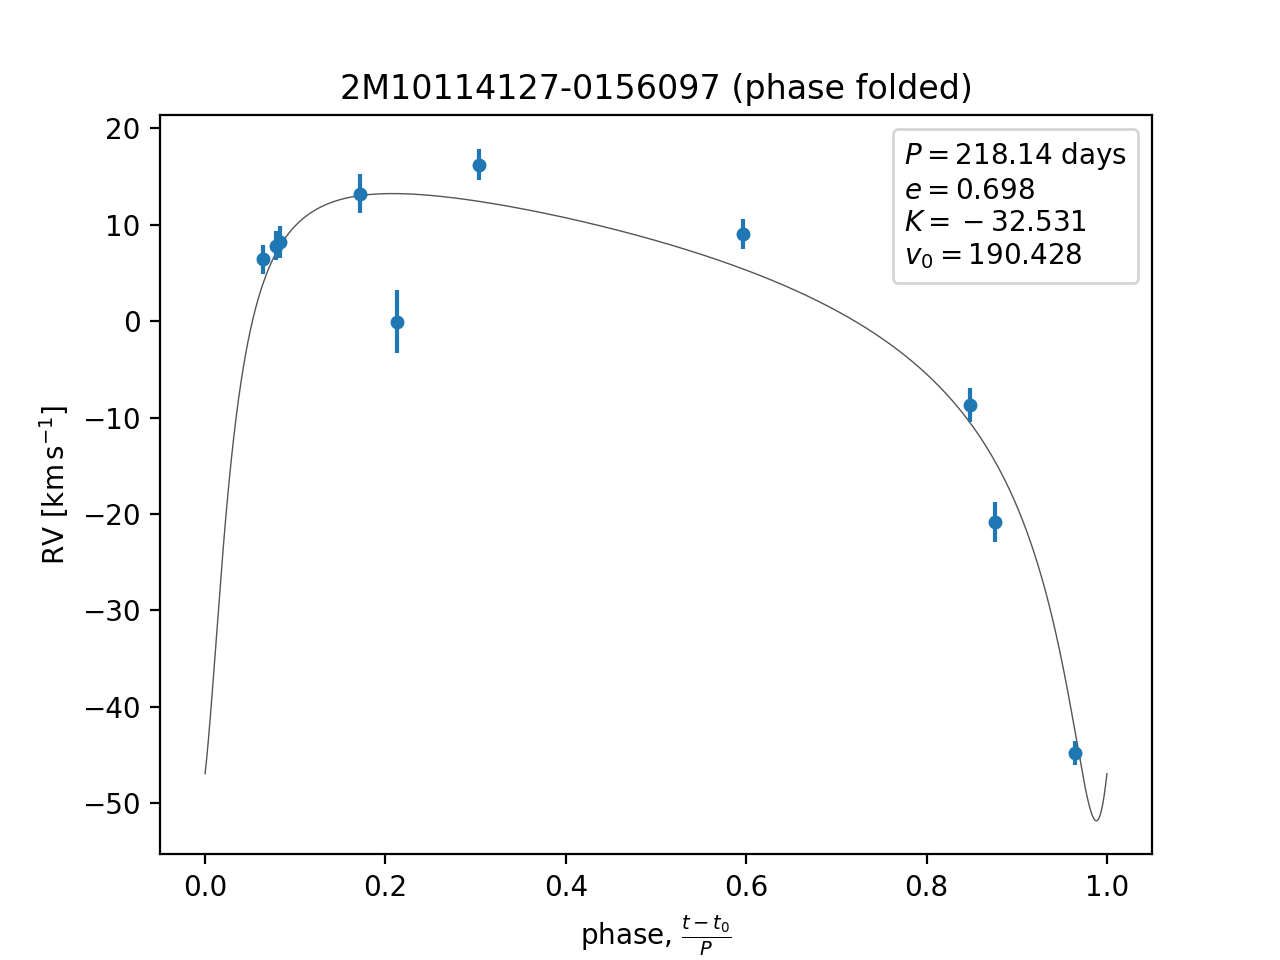 2M10114127-0156097 (phase folded)
P = 218.14 days
e = 0.698
K = −32.531
v₀ = 190.428
20
10
0
−10
−20
−30
−40
−50
RV [km s⁻¹]
0.0 0.2 0.4 0.6 0.8 1.0
phase, (t − t₀)/P